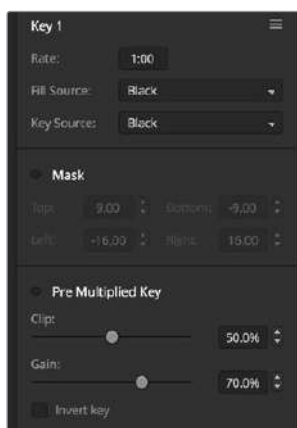 Key 1
Rate: 1:00
Fill Source: Black
Key Source: Black
Mask
Top: 9.00 Bottom: -9.00
Left: -16.00 Right: 16.00
Pre Multiplied Key
Clip:
50.0%
Gain:
70.0%
Invert key